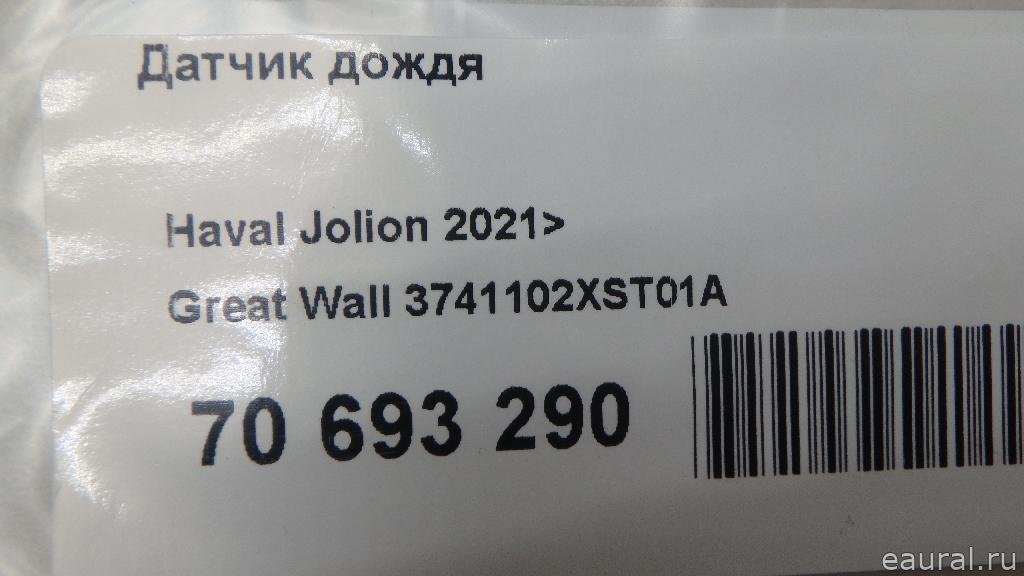 Датчик дождя
Haval Jolion 2021>
Great Wall 3741102XST01A
70 693 290
eaural.ru